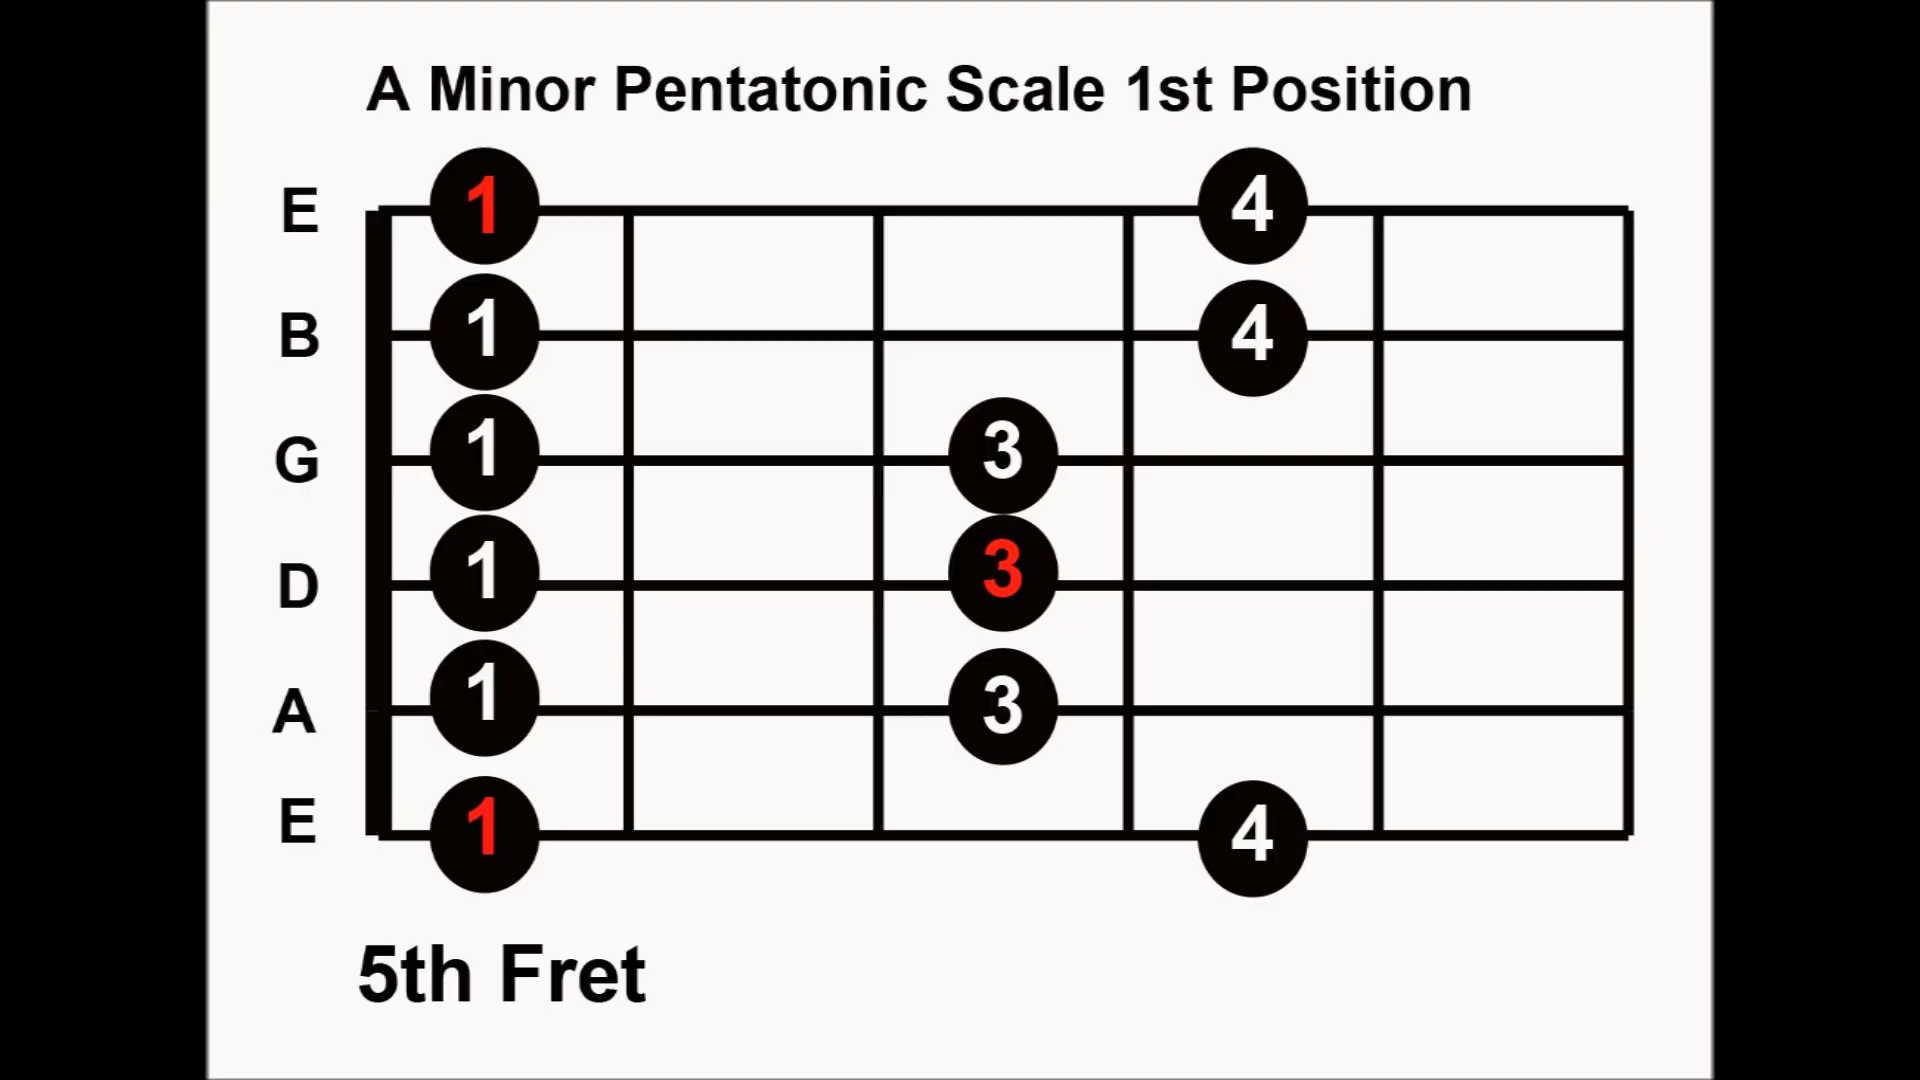 A Minor Pentatonic Scale 1st Position
E 1 4
B 1 4
G 1 3
D 1 3
A 1 3
E 1 4
5th Fret